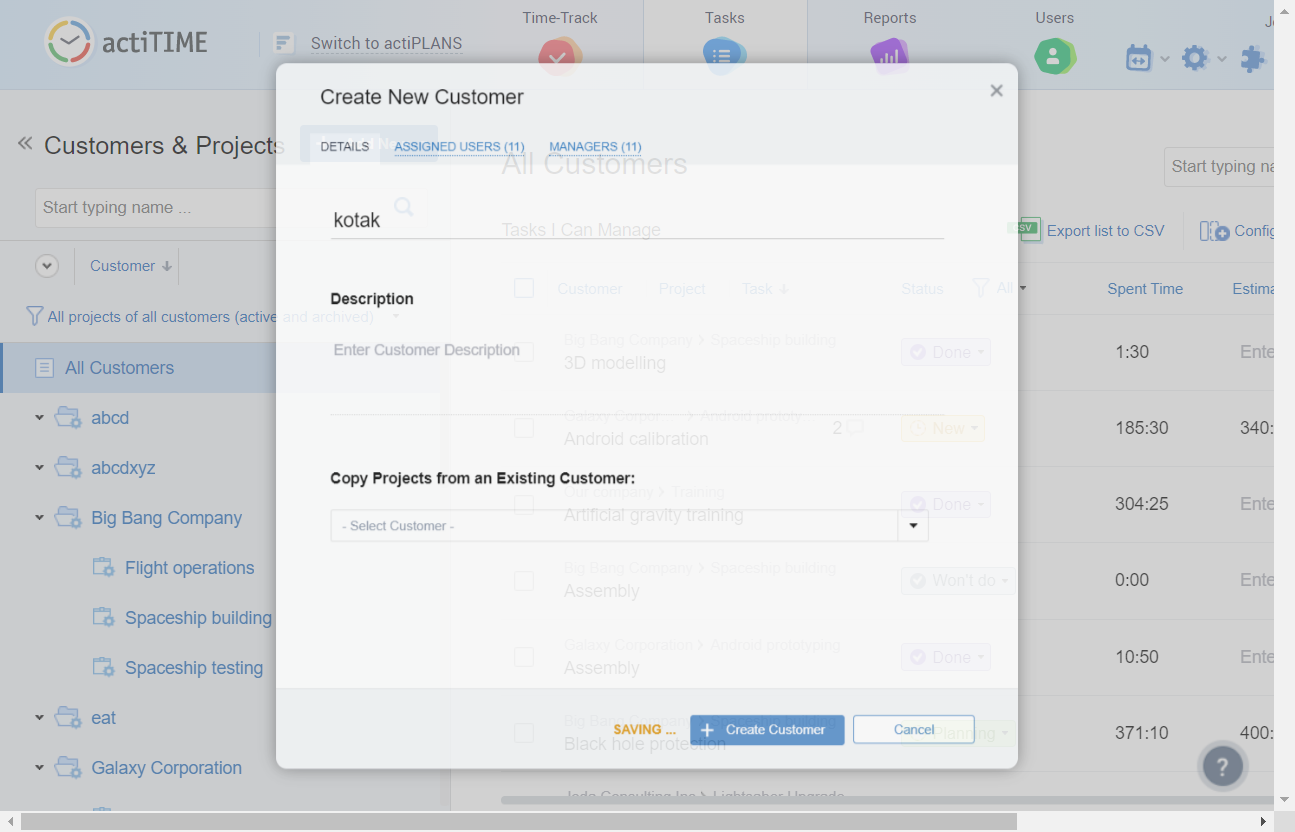 Time-Track
Tasks
Reports
Users
actiTIME
Switch to actiPLANS
Create New Customer
Customers & Projects
DETAILS
ASSIGNED USERS (11)
MANAGERS (11)
All Customers
Start typing na
Start typing name ...
kotak
Tasks I Can Manage
CSV
Export list to CSV
Config
Customer
Customer
Project
Task
Status
All
Spent Time
Estima
Description
All projects of all customers (active and archived)
Enter Customer Description
Big Bang Company > Spaceship building
3D modelling
Done
1:30
Ente
All Customers
abcd
Galaxy Corpor > Android prototy
Android calibration
2
New
185:30
340:
abcdxyz
Copy Projects from an Existing Customer:
Our company > Training
Artificial gravity training
Done
304:25
Ente
- Select Customer -
Big Bang Company
Flight operations
Big Bang Company > Spaceship building
Assembly
Won't do
0:00
Ente
Spaceship building
Galaxy Corporation > Android prototyping
Assembly
Done
10:50
Ente
Spaceship testing
eat
Big Bang Company > Spaceship building
Black hole protection
Planning
371:10
400:
SAVING ...
+ Create Customer
Cancel
Galaxy Corporation
?